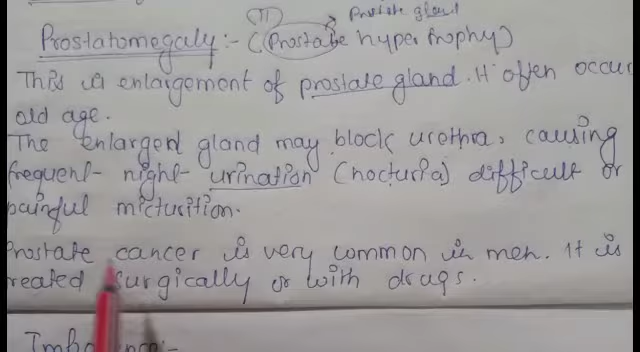 (II) Prostate gland
Prostatomegaly:- (Prostate hypertrophy)
This is enlargement of prostate gland. It often occur
old age.
The enlarged gland may block urethra, causing
frequent- night- urination (nocturia) difficult or
painful micturition.
Prostate cancer is very common in men. It is
reated surgically or with drugs.